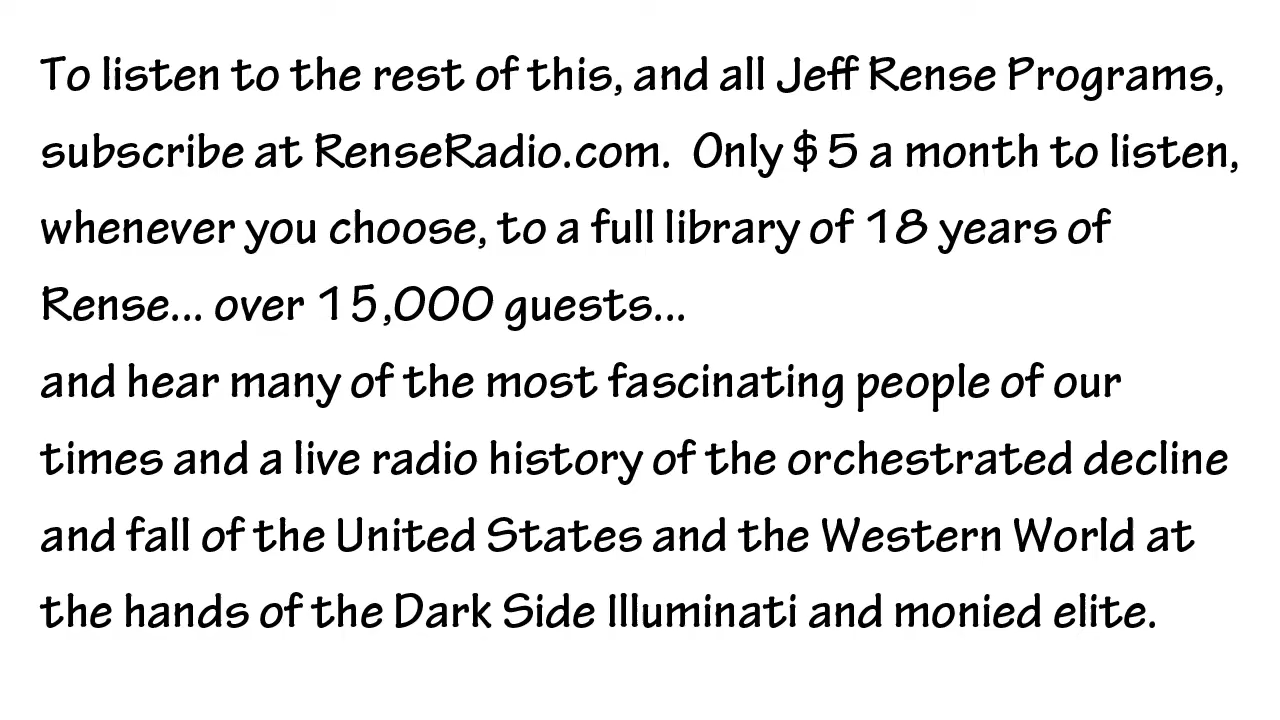 To listen to the rest of this, and all Jeff Rense Programs,
subscribe at RenseRadio.com.  Only $5 a month to listen,
whenever you choose, to a full library of 18 years of
Rense... over 15,000 guests...
and hear many of the most fascinating people of our
times and a live radio history of the orchestrated decline
and fall of the United States and the Western World at
the hands of the Dark Side Illuminati and monied elite.